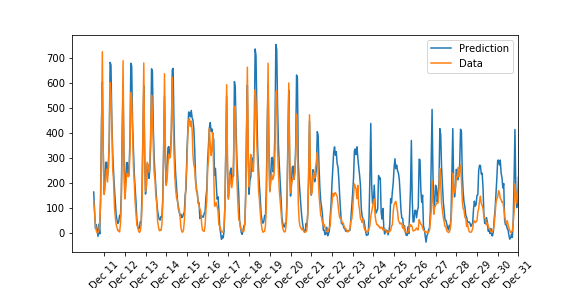 Prediction
Data
700
600
500
400
300
200
100
0
Dec 11
Dec 12
Dec 13
Dec 14
Dec 15
Dec 16
Dec 17
Dec 18
Dec 19
Dec 20
Dec 21
Dec 22
Dec 23
Dec 24
Dec 25
Dec 26
Dec 27
Dec 28
Dec 29
Dec 30
Dec 31